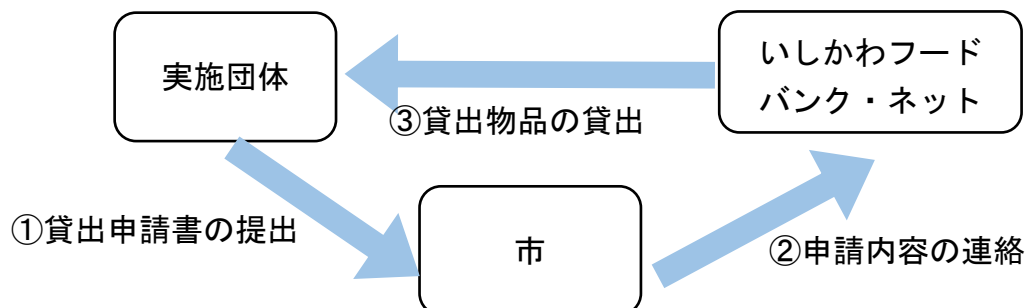 実施団体
いしかわフード
バンク・ネット
③貸出物品の貸出
①貸出申請書の提出
市
②申請内容の連絡